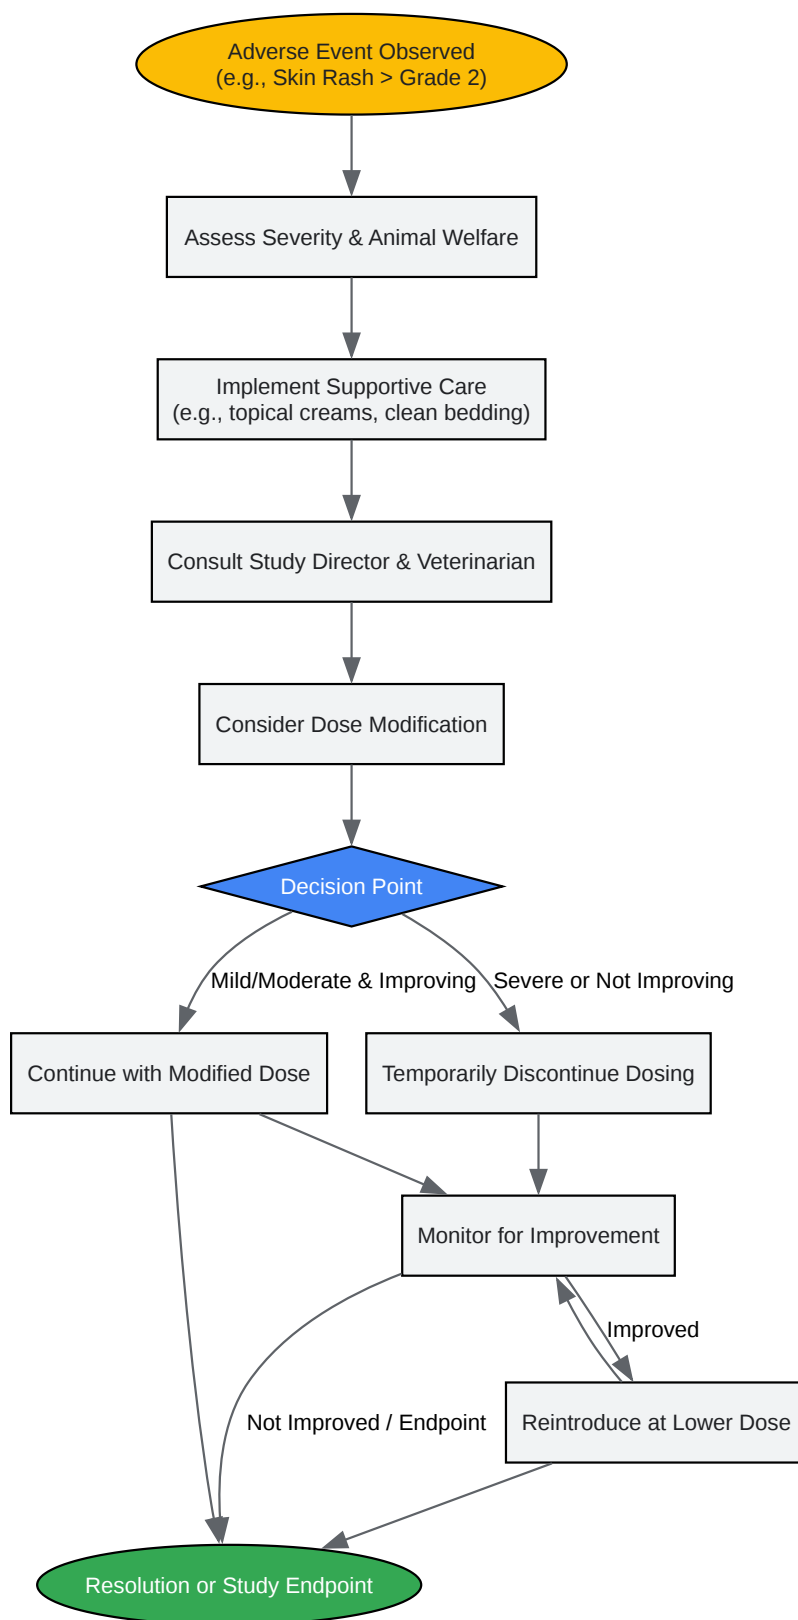 Adverse Event Observed
(e.g., Skin Rash > Grade 2)
Assess Severity & Animal Welfare
Implement Supportive Care
(e.g., topical creams, clean bedding)
Consult Study Director & Veterinarian
Consider Dose Modification
Decision Point
Mild/Moderate & Improving
Severe or Not Improving
Continue with Modified Dose
Temporarily Discontinue Dosing
Monitor for Improvement
Improved
Not Improved / Endpoint
Reintroduce at Lower Dose
Resolution or Study Endpoint